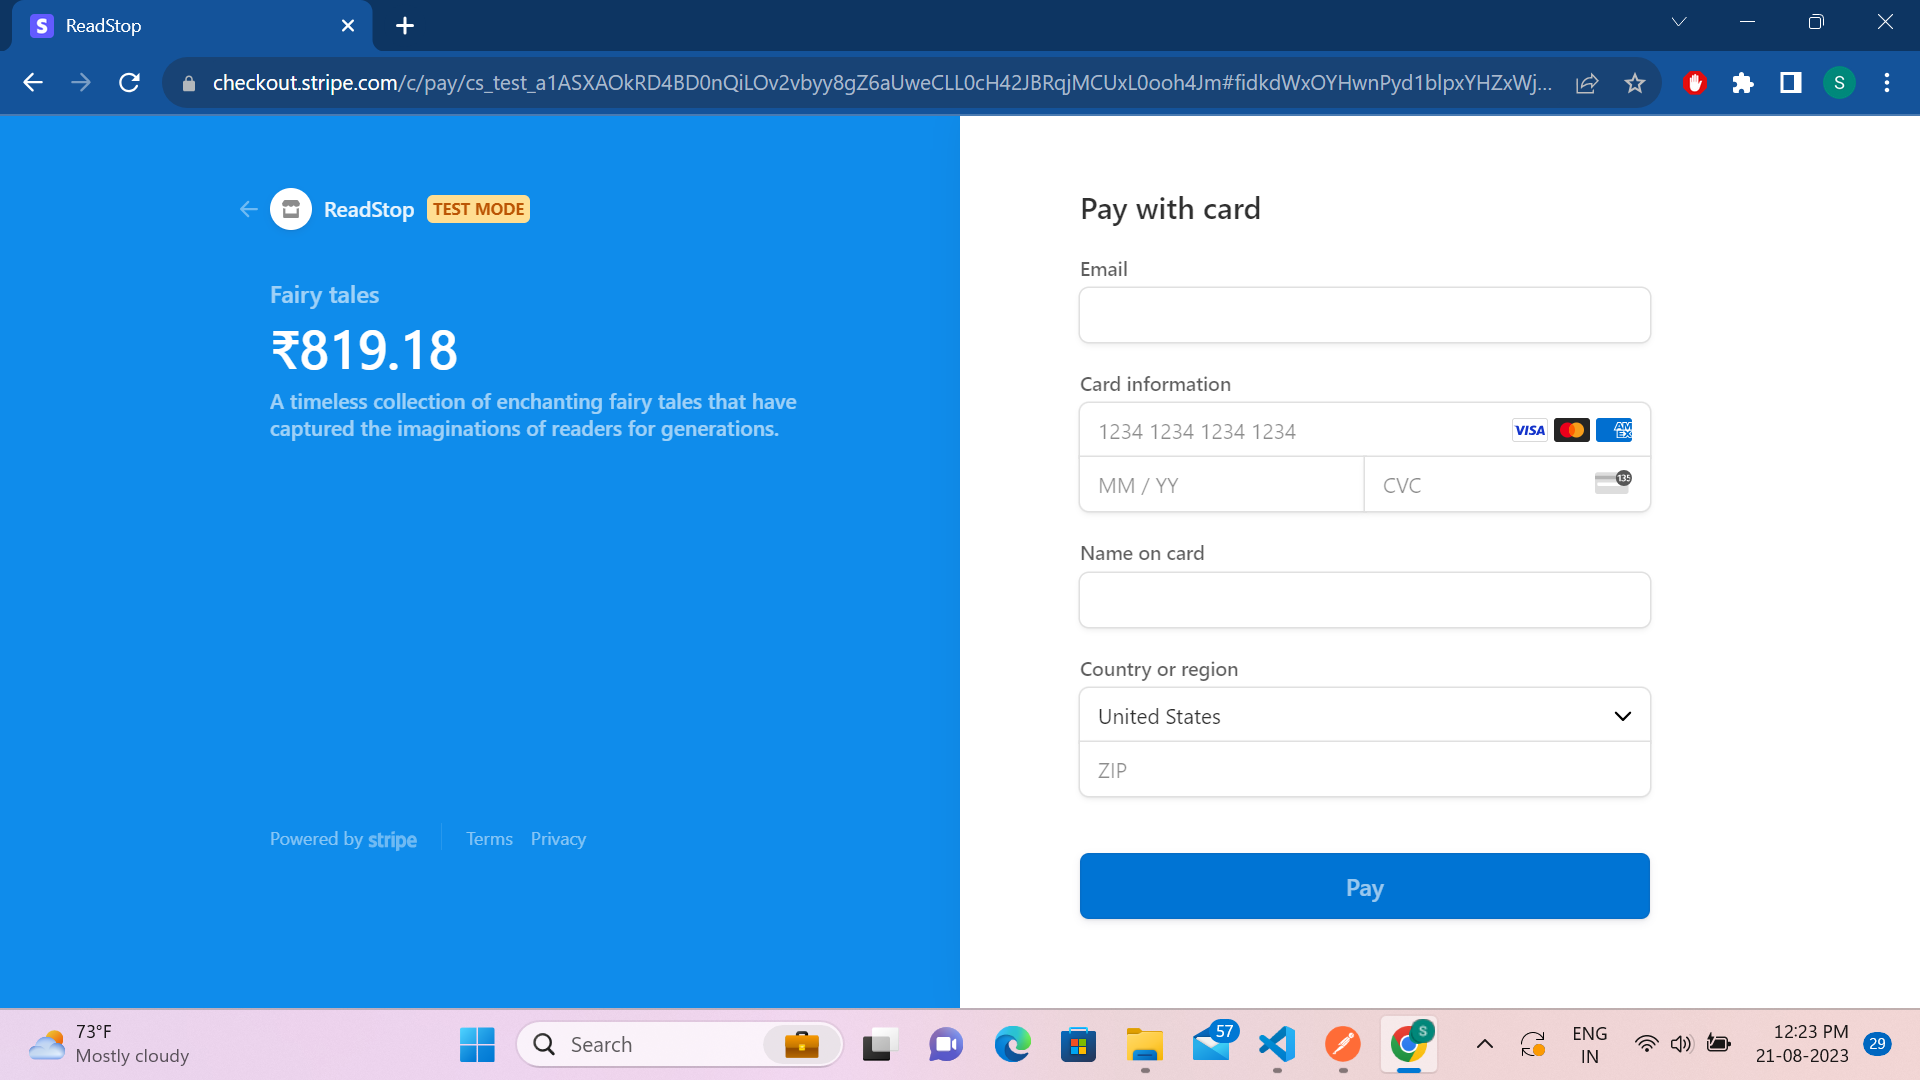 ReadStop
checkout.stripe.com/c/pay/cs_test_a1ASXAOkRD4BD0nQiLOv2vbyy8gZ6aUweCLL0cH42JBRqjMCUxL0ooh4Jm#fidkdWxOYHwnPyd1blpxYHZxWj...
S
ReadStop TEST MODE
Fairy tales
₹819.18
A timeless collection of enchanting fairy tales that have
captured the imaginations of readers for generations.
Powered by stripe Terms Privacy
Pay with card
Email
Card information
1234 1234 1234 1234 VISA AM EX
MM / YY CVC 135
Name on card
Country or region
United States
ZIP
Pay
73°F
Mostly cloudy
Search
57
S
ENG
IN
12:23 PM
21-08-2023
29